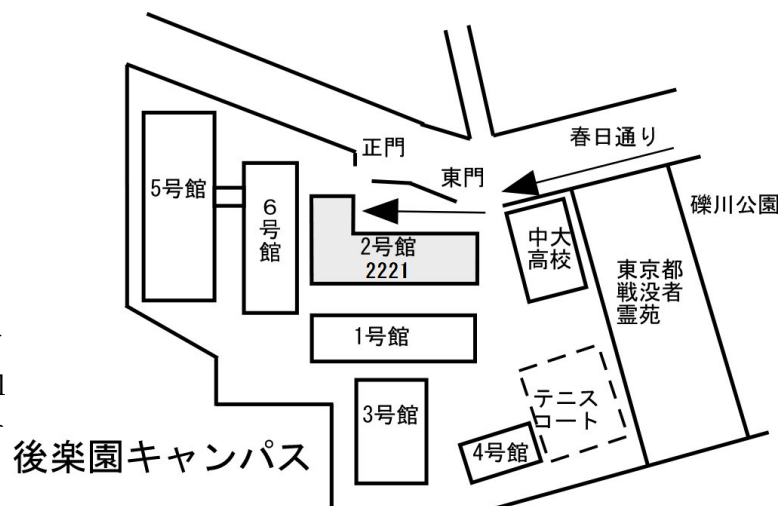 正門
春日通り
東門
5号館
6号館
礫川公園
2号館
2221
中大
高校
東京都
戦没者
霊苑
1号館
テニス
コート
3号館
4号館
後楽園キャンパス